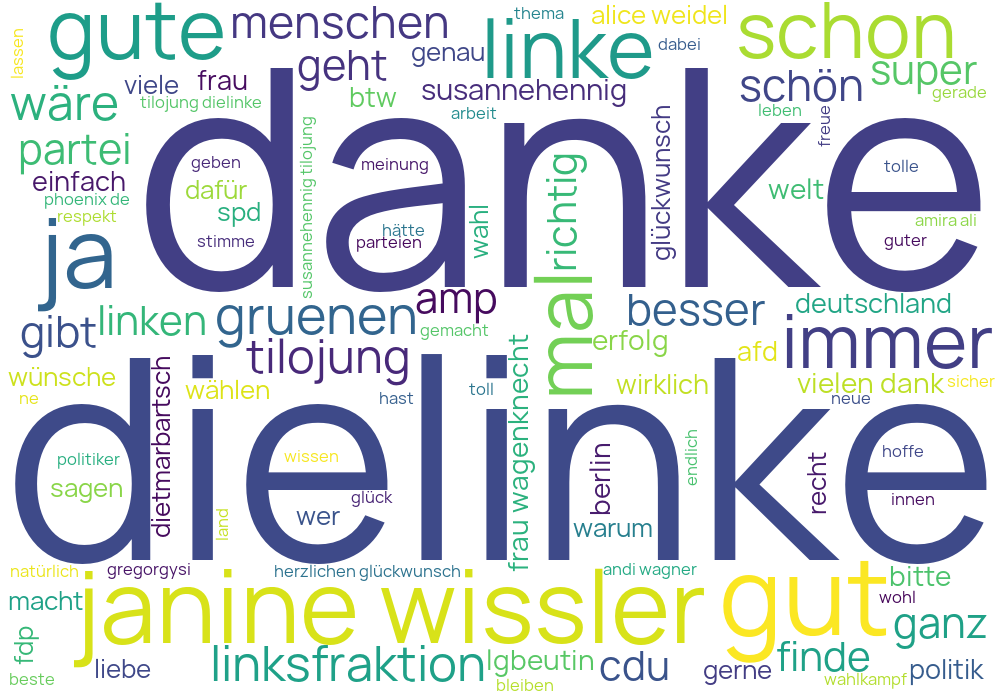 lassen
gute
menschen
genau
linke
thema
alice weidel
dabei
schon
viele
frau
geht
btw
susannehennig
schön
super
gerade
wäre
tilojung dielinke
arbeit
leben
freue
partei
einfach
phoenix de
respekt
danke
geben
dafür
spd
stimme
susannehennig tilojung
meinung
hätte
parteien
wahl
richtig
glückwunsch
welt
tolle
amira ali
guter
ja
gibt
linken
gruenen
amp
gemacht
mal
besser
deutschland
erfolg
immer
tilojung
afd
wünsche
ne
wählen
hast
toll
wirklich
vielen dank
sicher
neue
dielinke
politiker
sagen
dietmarbartsch
land
wissen
glück
wer
frau wagenknecht
berlin
warum
endlich
recht
hoffe
innen
natürlich
gregorgysi
herzlichen glückwunsch
andi wagner
macht
janine wissler
gut
bitte
wohl
ganz
fdp
beste
liebe
linksfraktion
lgbeutin
bleiben
cdu
gerne
finde
wahlkampf
politik